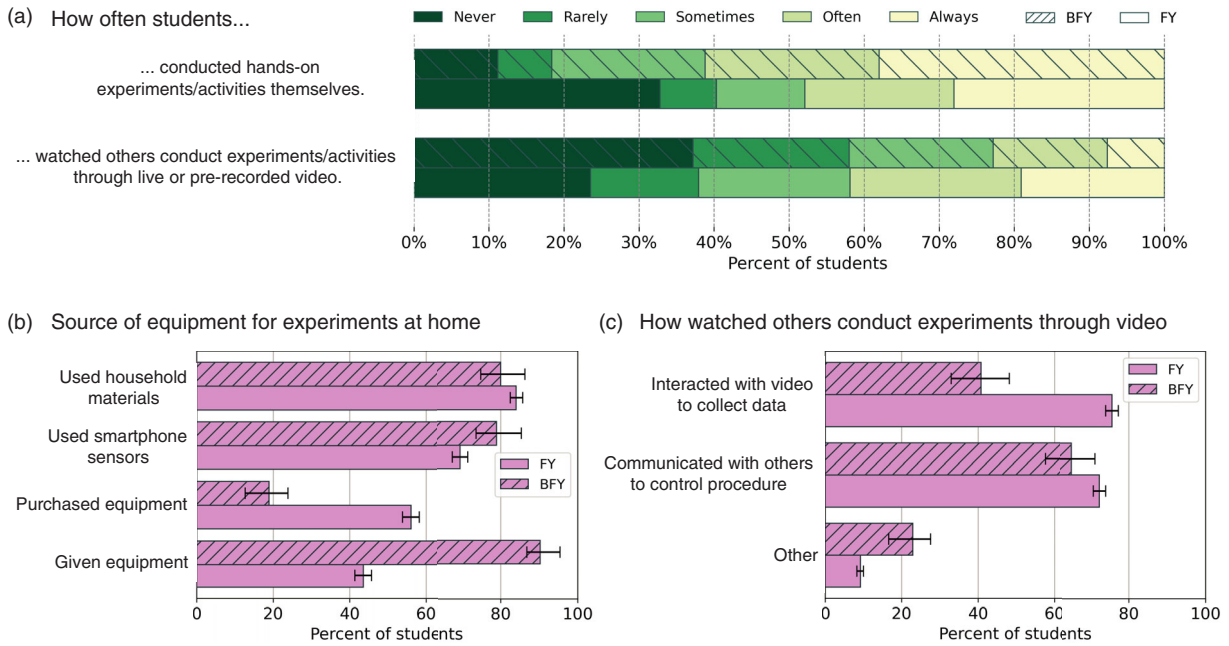 (a) How often students...
Never Rarely Sometimes Often Always BFY FY
... conducted hands-on
experiments/activities themselves.
... watched others conduct experiments/activities
through live or pre-recorded video.
0% 10% 20% 30% 40% 50% 60% 70% 80% 90% 100%
Percent of students
(b) Source of equipment for experiments at home
Used household
materials
Used smartphone
sensors
Purchased equipment
Given equipment
FY
BFY
0 20 40 60 80 100
Percent of students
(c) How watched others conduct experiments through video
Interacted with video
to collect data
Communicated with others
to control procedure
Other
FY
BFY
0 20 40 60 80 100
Percent of students